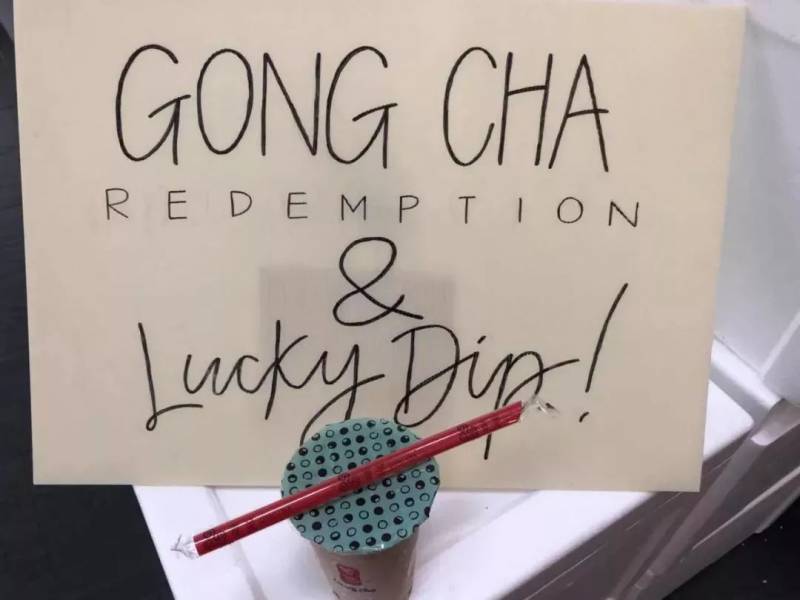 GONG CHA
REDEMPTION
&
Lucky Dip!